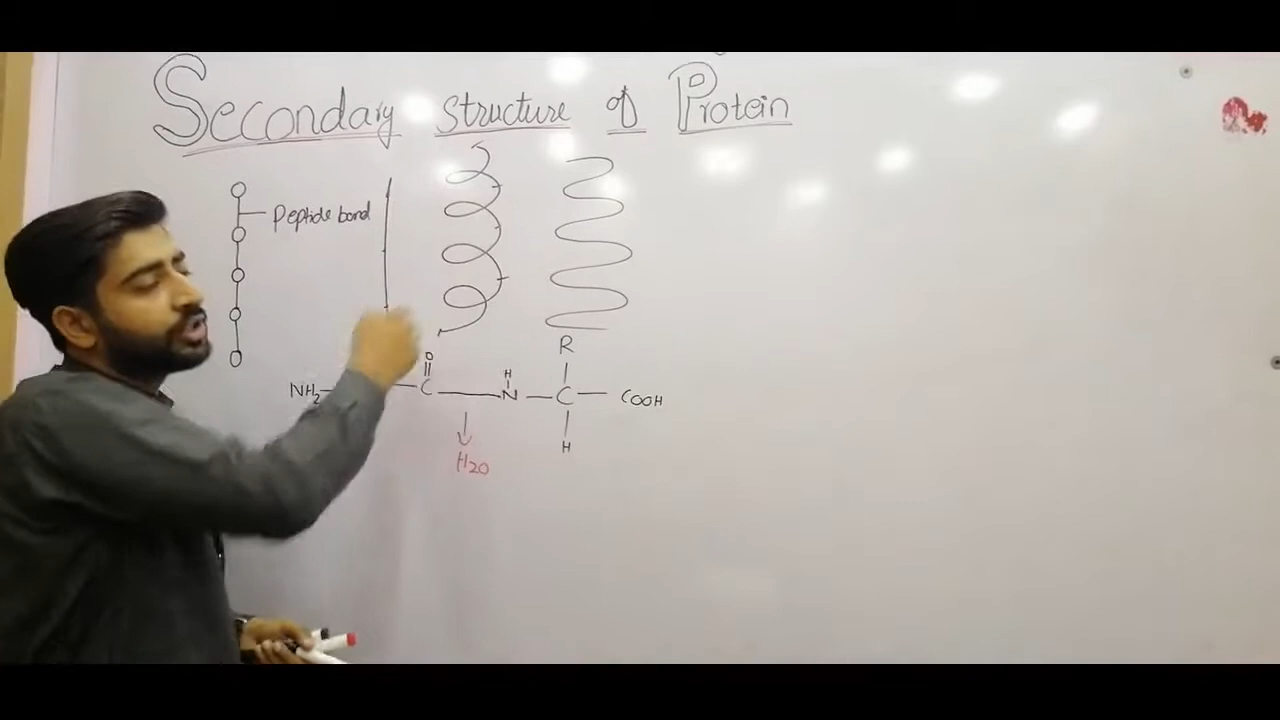 Secondary structure of Protein
Peptide bond
R
O
H
NH2 C N C COOH
H
H2O